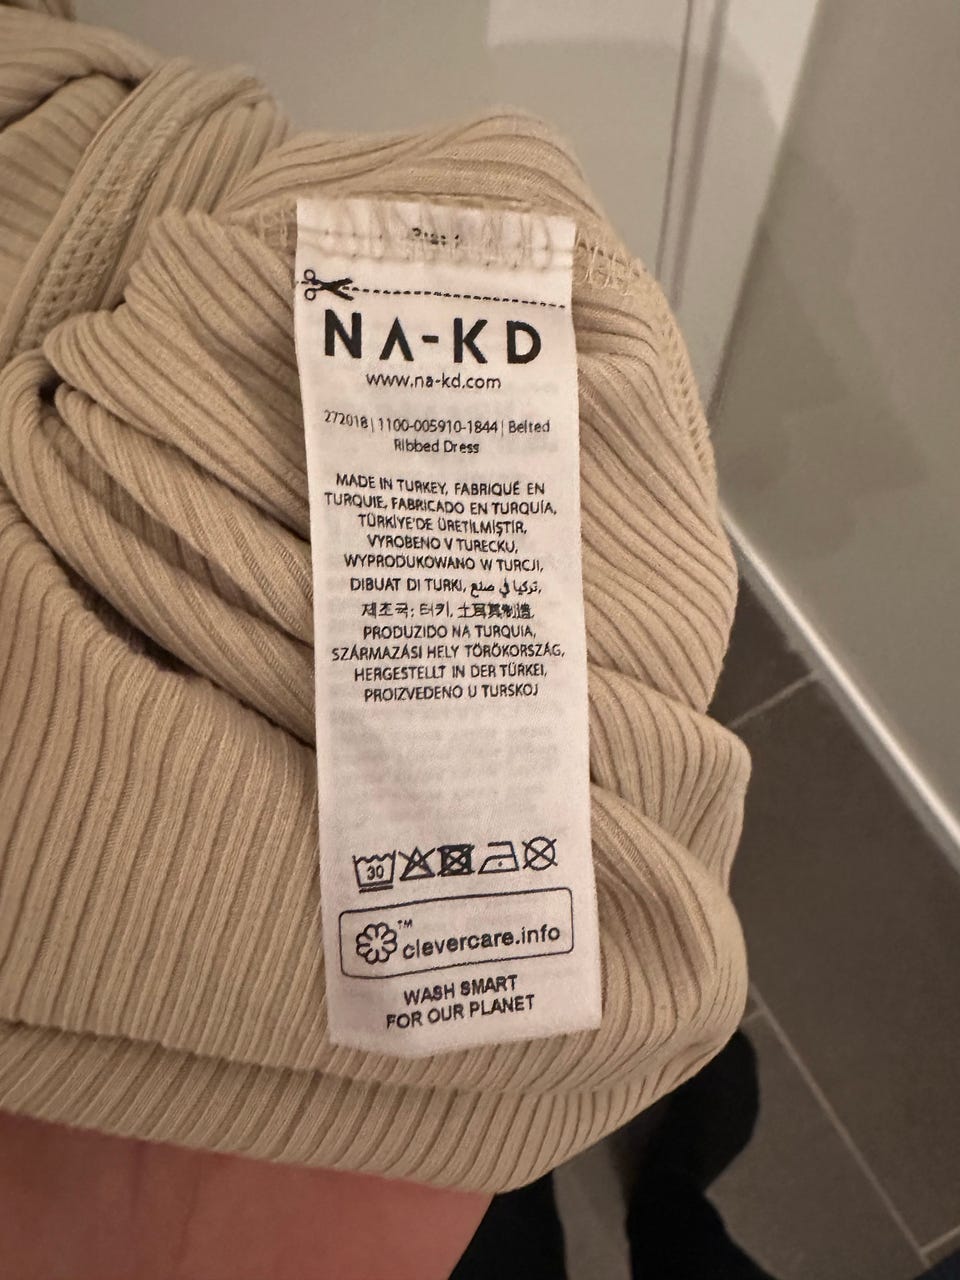 NA-KD
www.na-kd.com
272018 | 1100-005910-1844 | Belted
Ribbed Dress
MADE IN TURKEY, FABRIQUÉ EN
TURQUIE, FABRICADO EN TURQUÍA,
TÜRKİYE'DE ÜRETİLMİŞTİR,
VYROBENO V TURECKU,
WYPRODUKOWANO W TURCJI,
DIBUAT DI TURKI, صنع في تركيا,
제조국: 터키, 土耳其制造,
PRODUZIDO NA TURQUIA,
SZÁRMAZÁSI HELY TÖRÖKORSZÁG,
HERGESTELLT IN DER TÜRKEI,
PROIZVEDENO U TURSKOJ
30
™
clevercare.info
WASH SMART
FOR OUR PLANET